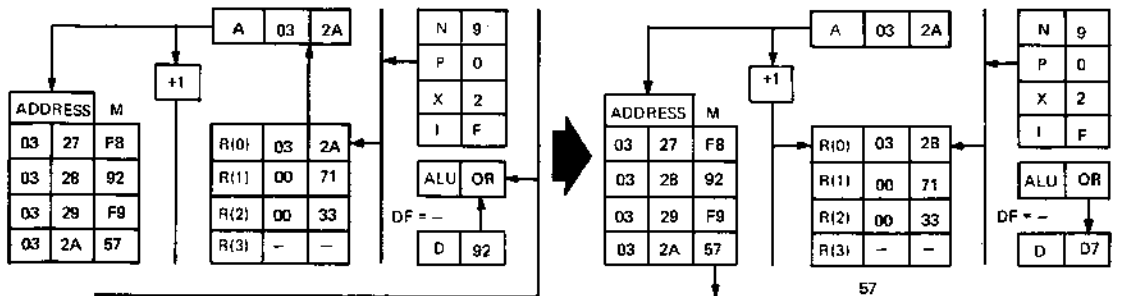 A 03 2A
+1
ADDRESS M
03 27 F8
03 28 92
03 29 F9
03 2A 57
R(0) 03 2A
R(1) 00 71
R(2) 00 33
R(3) – –
N 9
P 0
X 2
I F
ALU OR
DF = –
D 92
A 03 2A
+1
ADDRESS M
03 27 F8
03 28 92
03 29 F9
03 2A 57
R(0) 03 2B
R(1) 00 71
R(2) 00 33
R(3) – –
57
N 9
P 0
X 2
I F
ALU OR
DF = –
D D7